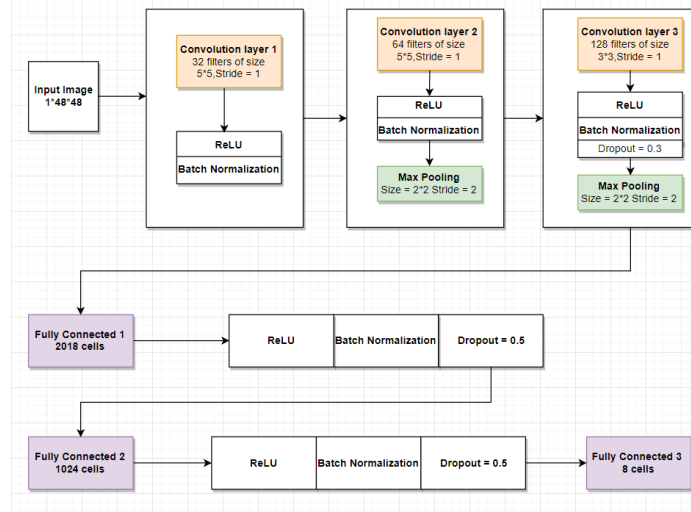 Input Image
1*48*48
Convolution layer 1
32 filters of size
5*5,Stride = 1
ReLU
Batch Normalization
Convolution layer 2
64 filters of size
5*5,Stride = 1
ReLU
Batch Normalization
Max Pooling
Size = 2*2 Stride = 2
Convolution layer 3
128 filters of size
3*3,Stride = 1
ReLU
Batch Normalization
Dropout = 0.3
Max Pooling
Size = 2*2 Stride = 2
Fully Connected 1
2018 cells
ReLU
Batch Normalization
Dropout = 0.5
Fully Connected 2
1024 cells
ReLU
Batch Normalization
Dropout = 0.5
Fully Connected 3
8 cells